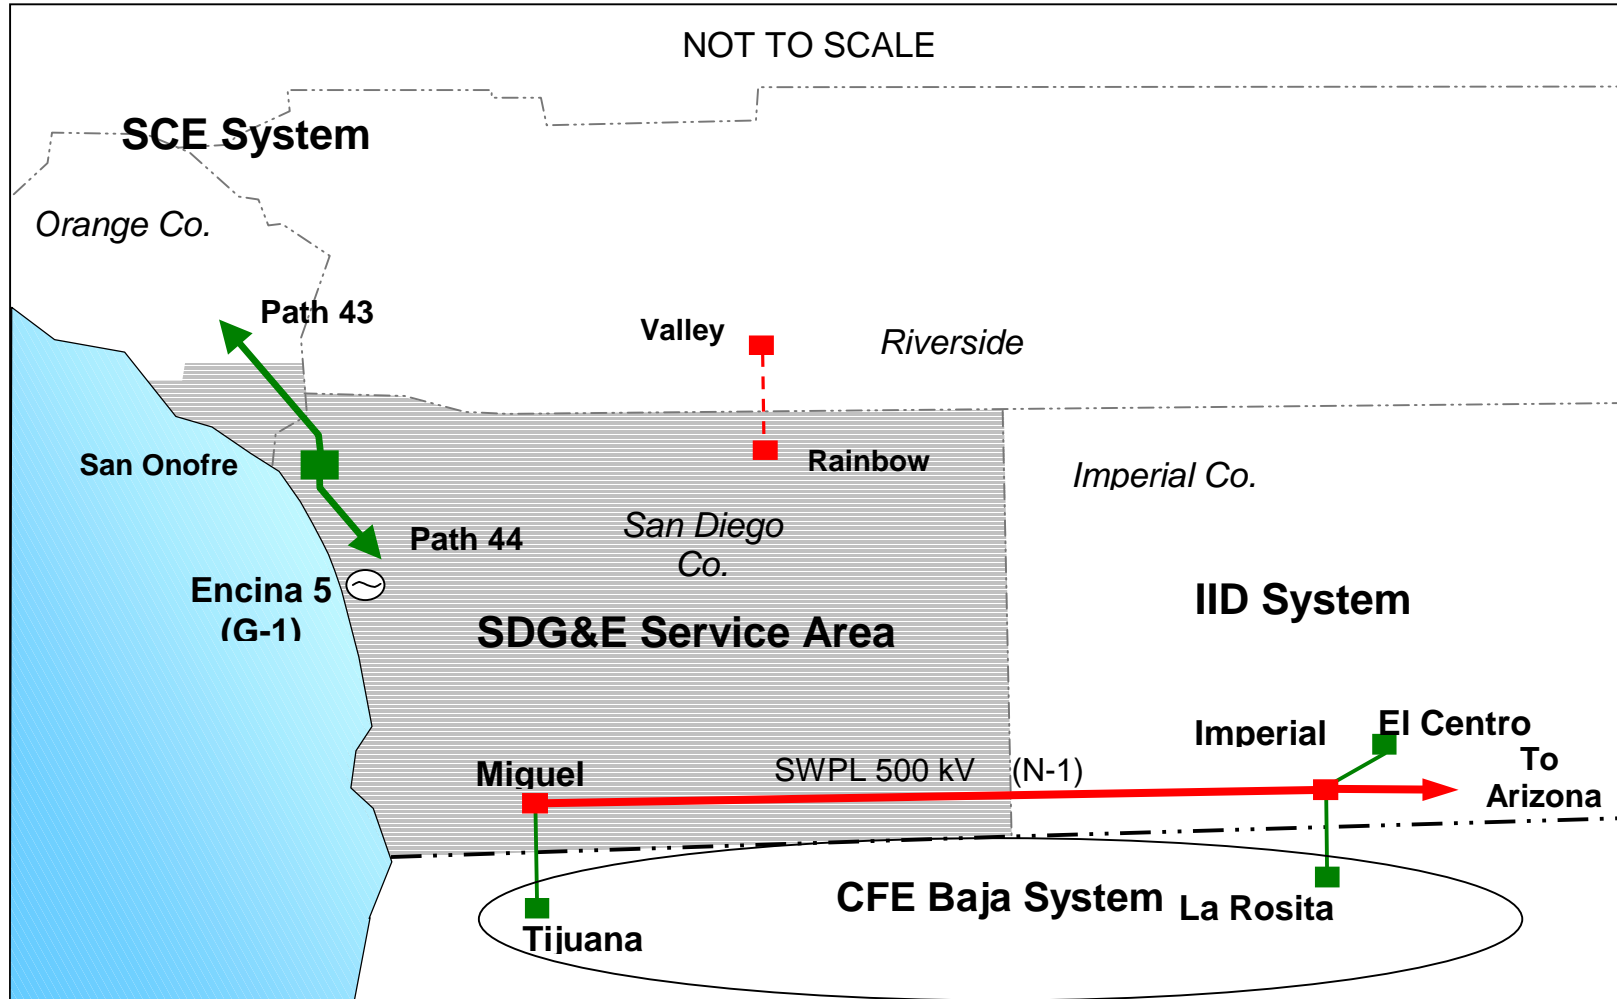 NOT TO SCALE
SCE System
Orange Co.
Path 43
Valley
Riverside
San Onofre
Rainbow
Imperial Co.
Path 44
San Diego
Co.
Encina 5
(G-1)
SDG&E Service Area
IID System
Imperial
El Centro
Miguel
SWPL 500 kV (N-1)
To
Arizona
CFE Baja System
La Rosita
Tijuana